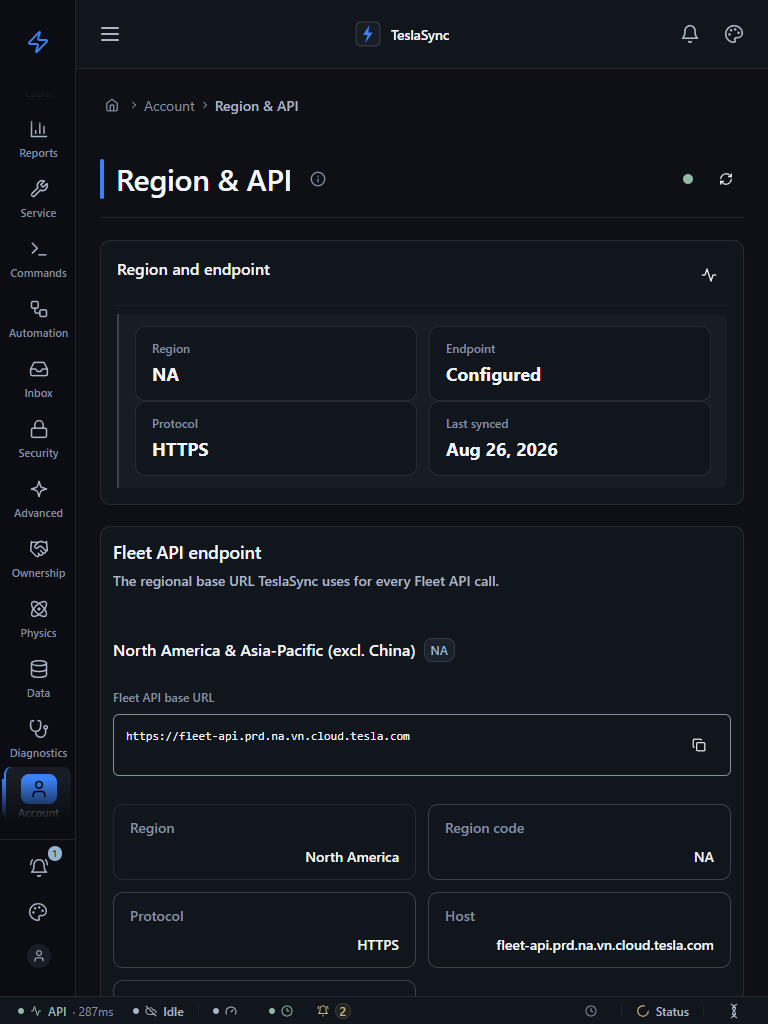 TeslaSync
Account
Region & API
Region & API
Reports
Service
Commands
Automation
Inbox
Security
Advanced
Ownership
Physics
Data
Diagnostics
Account
1
Region and endpoint
Region
NA
Endpoint
Configured
Protocol
HTTPS
Last synced
Aug 26, 2026
Fleet API endpoint
The regional base URL TeslaSync uses for every Fleet API call.
North America & Asia-Pacific (excl. China) NA
Fleet API base URL
https://fleet-api.prd.na.vn.cloud.tesla.com
Region
North America
Region code
NA
Protocol
HTTPS
Host
fleet-api.prd.na.vn.cloud.tesla.com
API · 287ms
Idle
2
Status